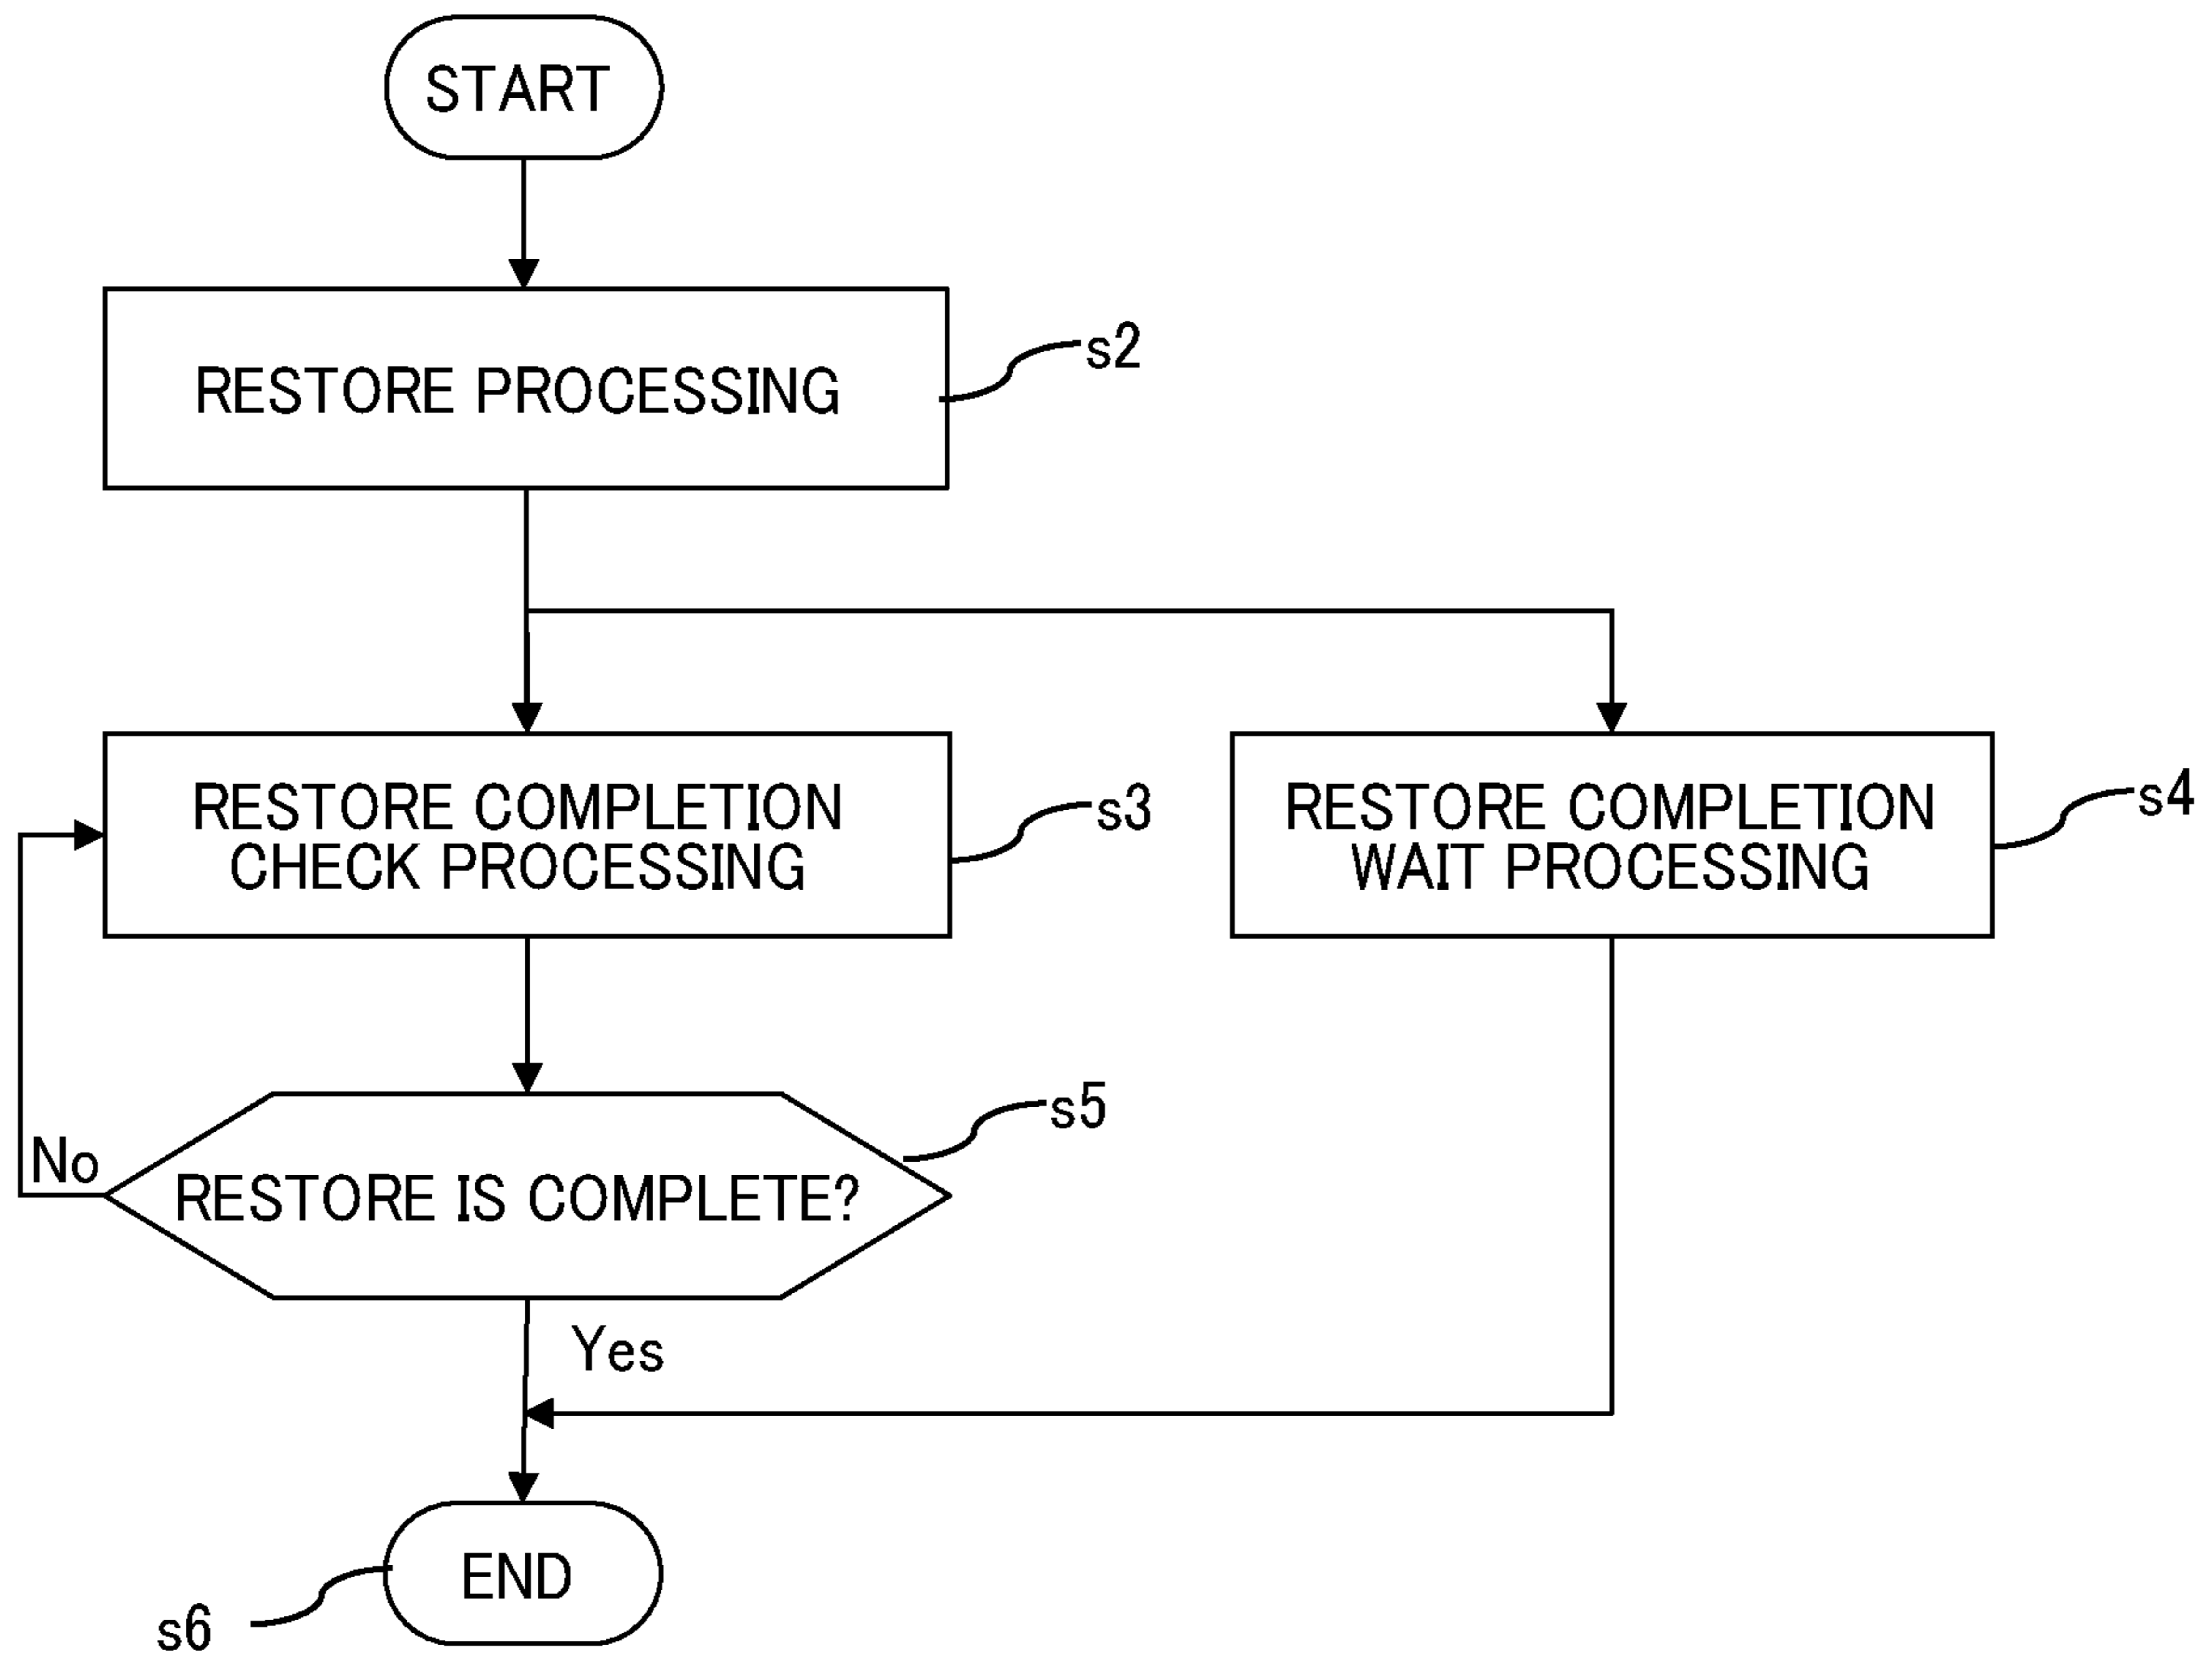 START
RESTORE PROCESSING
s2
RESTORE COMPLETION
CHECK PROCESSING
s3
RESTORE COMPLETION
WAIT PROCESSING
s4
RESTORE IS COMPLETE?
s5
No
Yes
END
s6